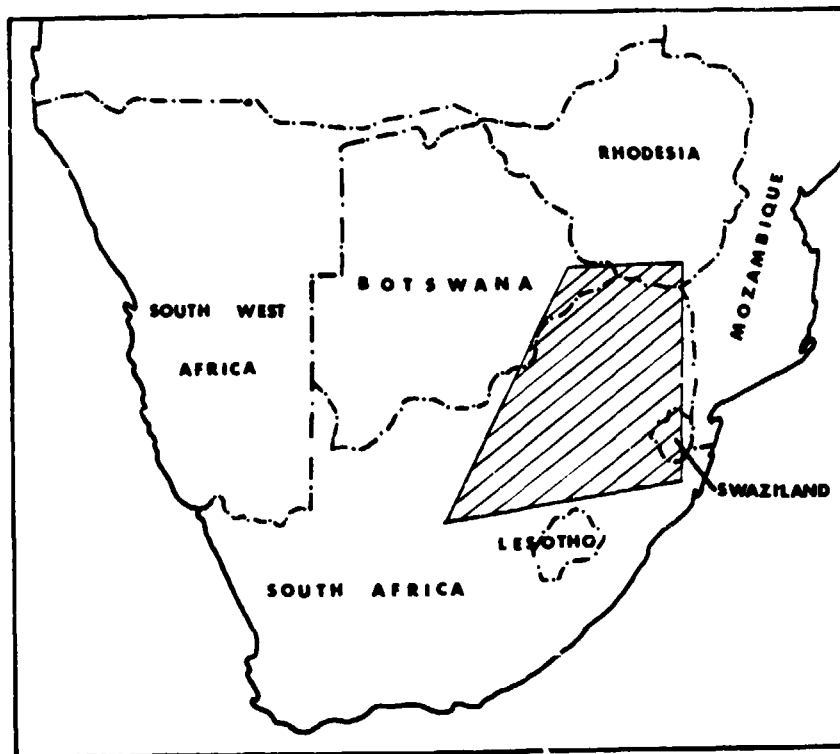 RHODESIA
MOZAMBIQUE
BOTSWANA
SOUTH WEST
AFRICA
SWAZILAND
LESOTHO
SOUTH AFRICA